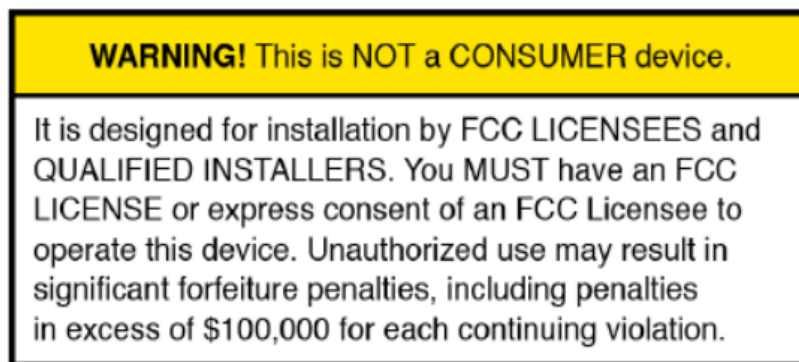 WARNING! This is NOT a CONSUMER device.
It is designed for installation by FCC LICENSEES and
QUALIFIED INSTALLERS. You MUST have an FCC
LICENSE or express consent of an FCC Licensee to
operate this device. Unauthorized use may result in
significant forfeiture penalties, including penalties
in excess of $100,000 for each continuing violation.